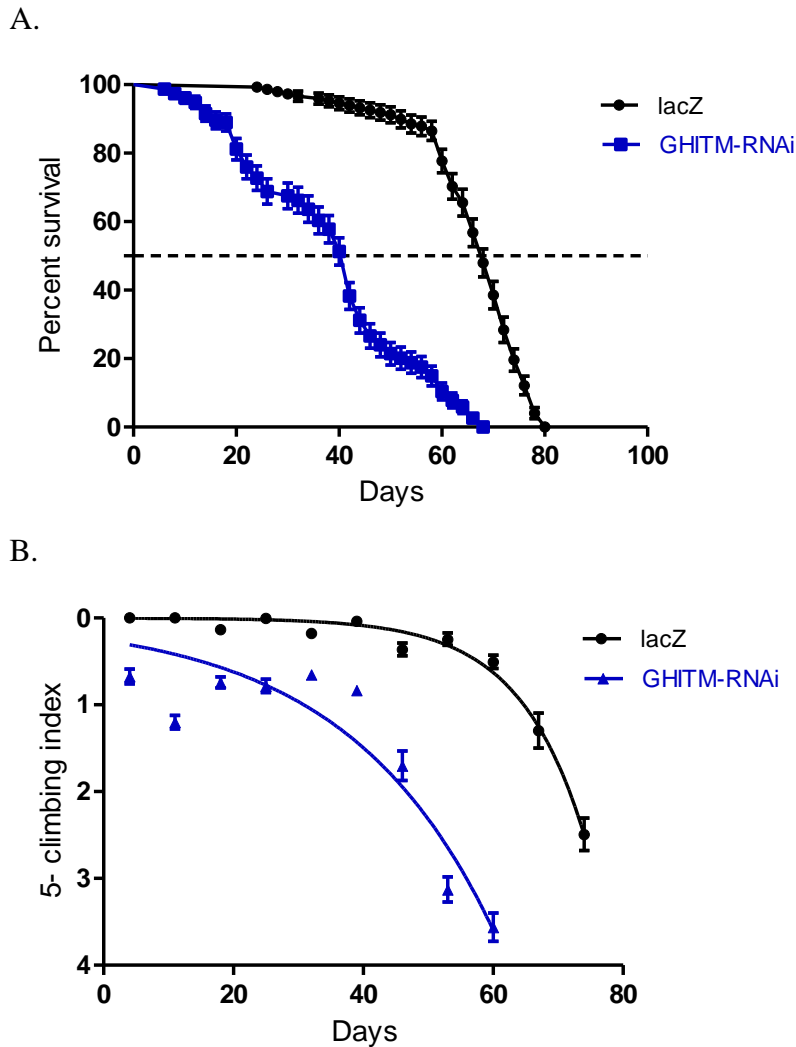 A.
100
80
60
40
20
0
Percent survival
0 20 40 60 80 100
Days
lacZ
GHITM-RNAi
B.
0
1
2
3
4
5- climbing index
0 20 40 60 80
Days
lacZ
GHITM-RNAi